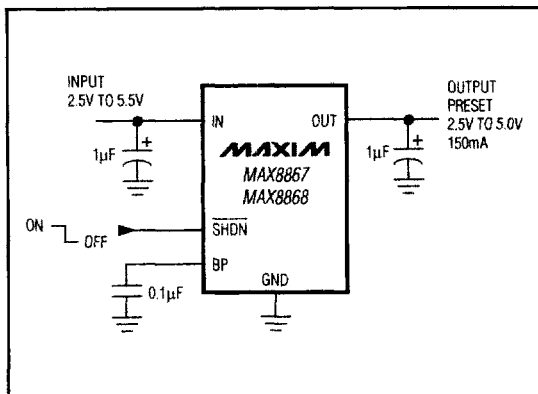 INPUT
2.5V TO 5.5V
OUTPUT
PRESET
2.5V TO 5.0V
150mA
IN
OUT
+
1µF
MAXIM
MAX8867
MAX8868
+
1µF
ON
OFF
SHDN
BP
0.1µF
GND